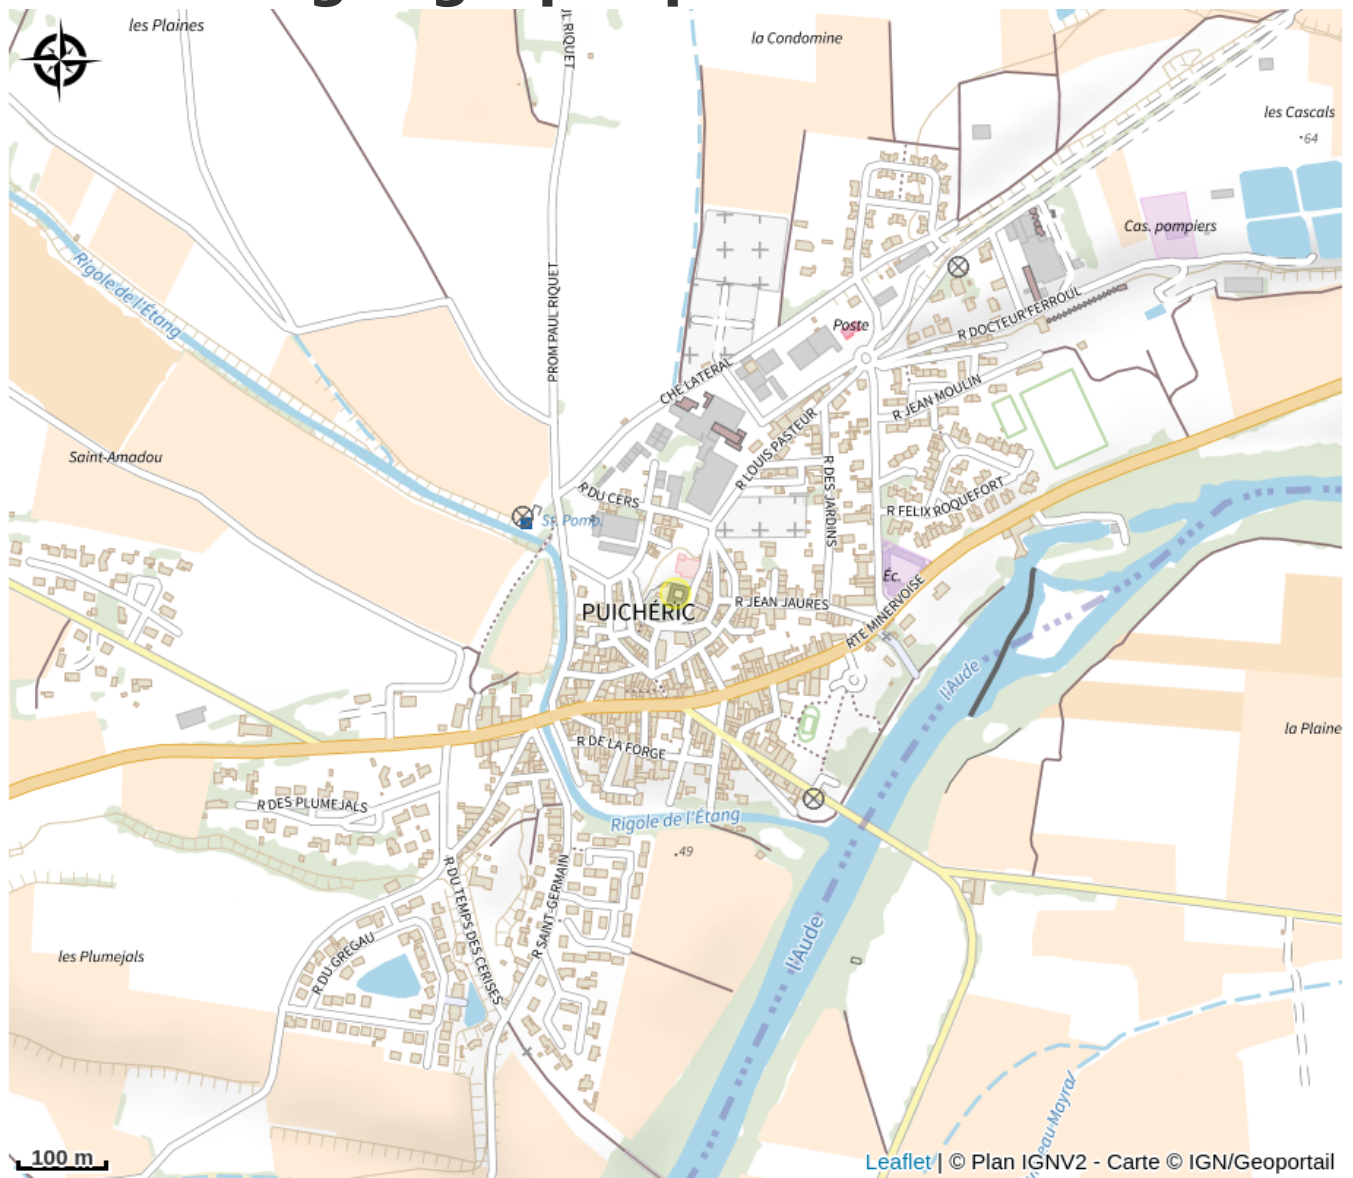 les Plaines
la Condomine
les Cascals
64
Cas. pompiers
PROM PAUL RIQUET
Rigole de l'Étang
R DOCTEUR FERROUL
Poste
CHE LATERAL
R JEAN MOULIN
R LOUIS PASTEUR
Saint-Amadou
R DES JARDINS
R DU CERS
R FELIX ROQUEFORT
St. Pomp.
Éc.
PUICHÉRIC
R JEAN JAURES
RTE MINERVOISE
l'Aude
la Plaine
R DE LA FORGE
R DES PLUMEJALS
Rigole de l'Étang
49
R DU TEMPS DES CERISES
R SAINT-GERMAIN
l'Aude
R DU GREGAU
les Plumejals
100 m
Leaflet | © Plan IGNV2 - Carte © IGN/Geoportail